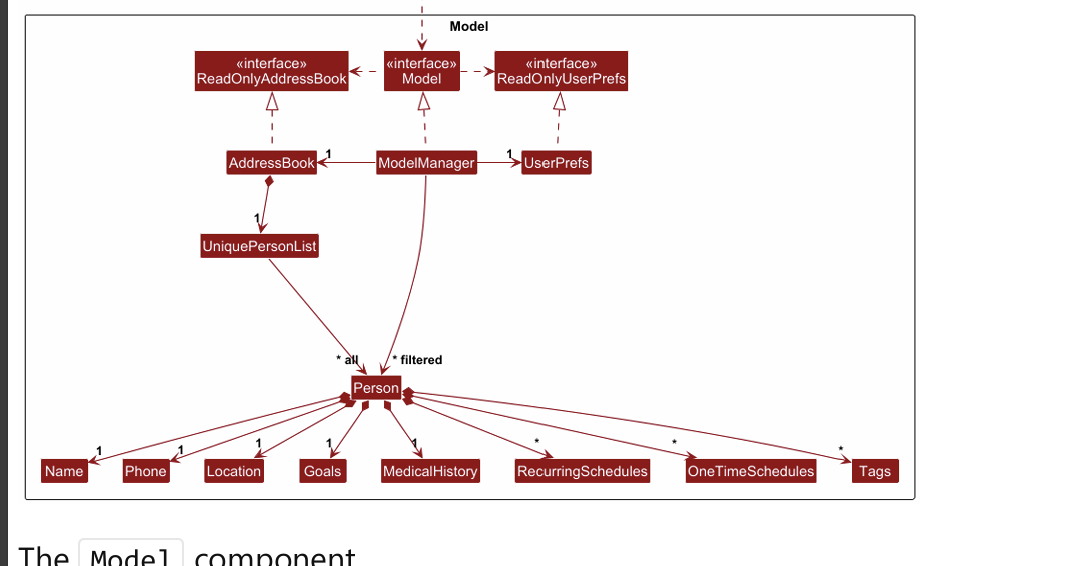 Model
«interface»
ReadOnlyAddressBook
«interface»
Model
«interface»
ReadOnlyUserPrefs
AddressBook
1
ModelManager
1
UserPrefs
1
UniquePersonList
* all
* filtered
Person
1
1
1
1
1
*
*
*
Name
Phone
Location
Goals
MedicalHistory
RecurringSchedules
OneTimeSchedules
Tags
The Model component